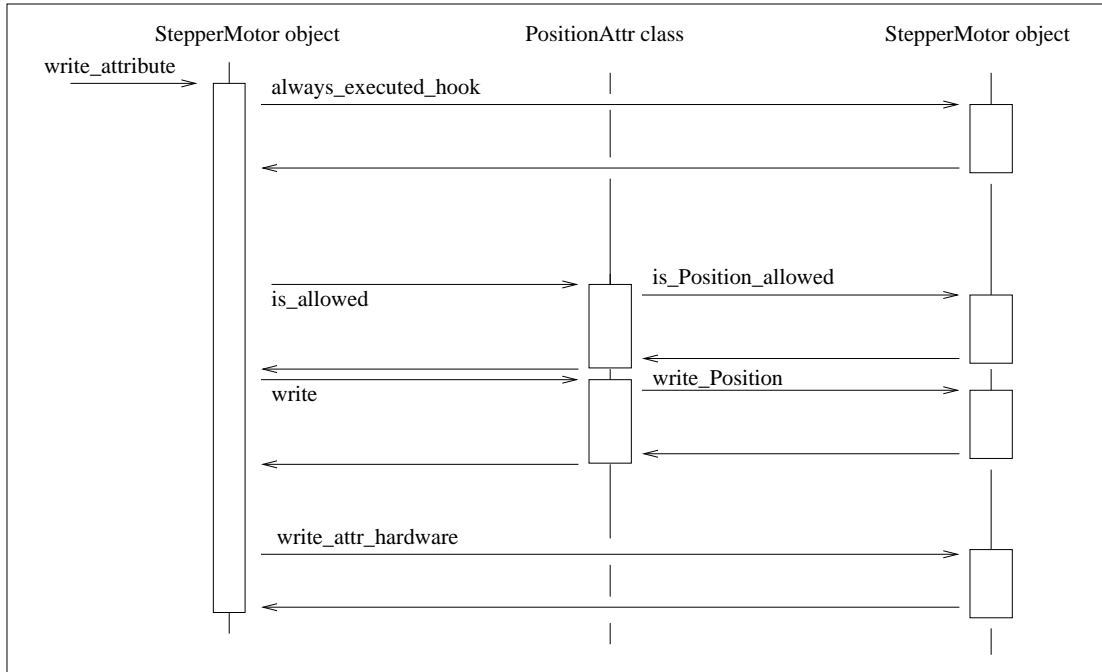 StepperMotor object
PositionAttr class
StepperMotor object
write_attribute
always_executed_hook
is_Position_allowed
is_allowed
write_Position
write
write_attr_hardware